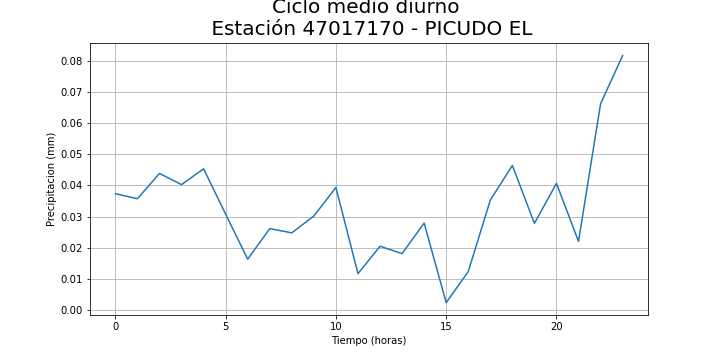 Ciclo medio diurno
Estación 47017170 - PICUDO EL
0.08
0.07
0.06
0.05
0.04
0.03
0.02
0.01
0.00
Precipitacion (mm)
0 5 10 15 20
Tiempo (horas)